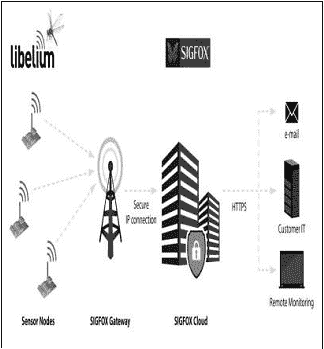 libelium
SIGFOX
e-mail
Secure
IP connection
HTTPS
Customer IT
Remote Monitoring
Sensor Nodes
SIGFOX Gateway
SIGFOX Cloud